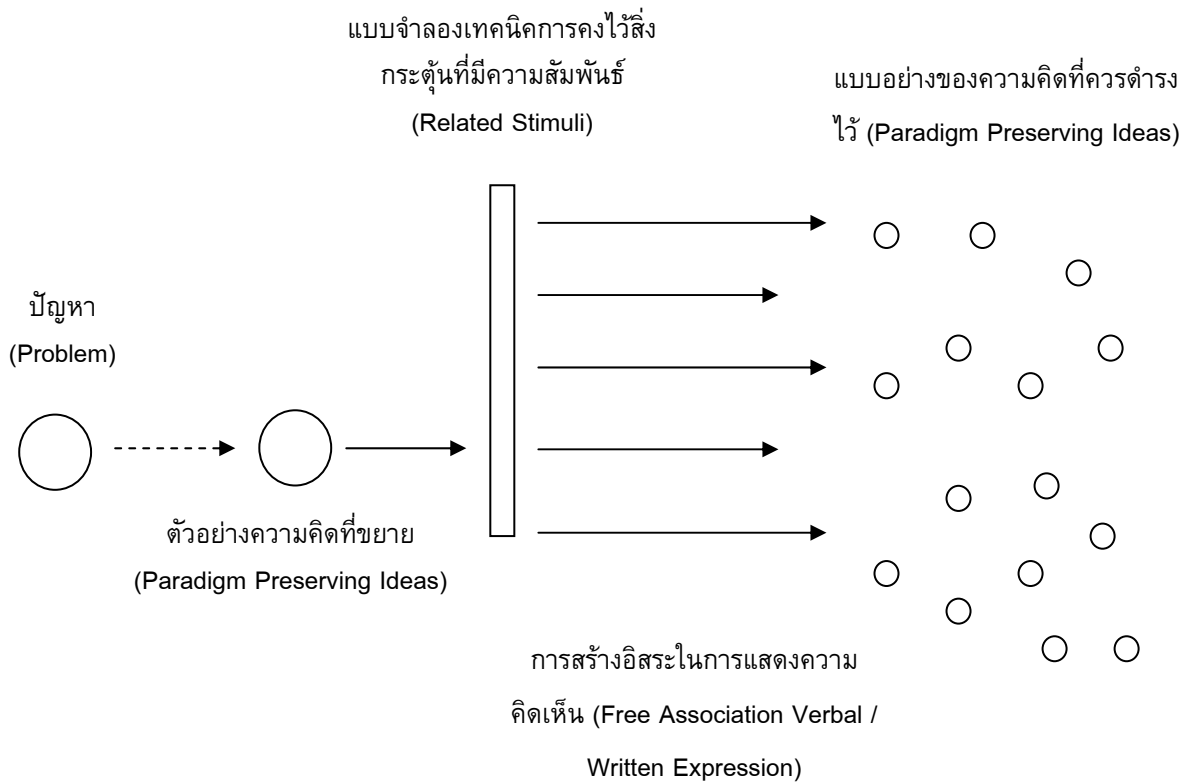 แบบจำลองเทคนิคการคงไว้สิ่ง
กระตุ้นที่มีความสัมพันธ์
(Related Stimuli)
แบบอย่างของความคิดที่ควรดำรง
ไว้ (Paradigm Preserving Ideas)
ปัญหา
(Problem)
ตัวอย่างความคิดที่ขยาย
(Paradigm Preserving Ideas)
การสร้างอิสระในการแสดงความ
คิดเห็น (Free Association Verbal /
Written Expression)